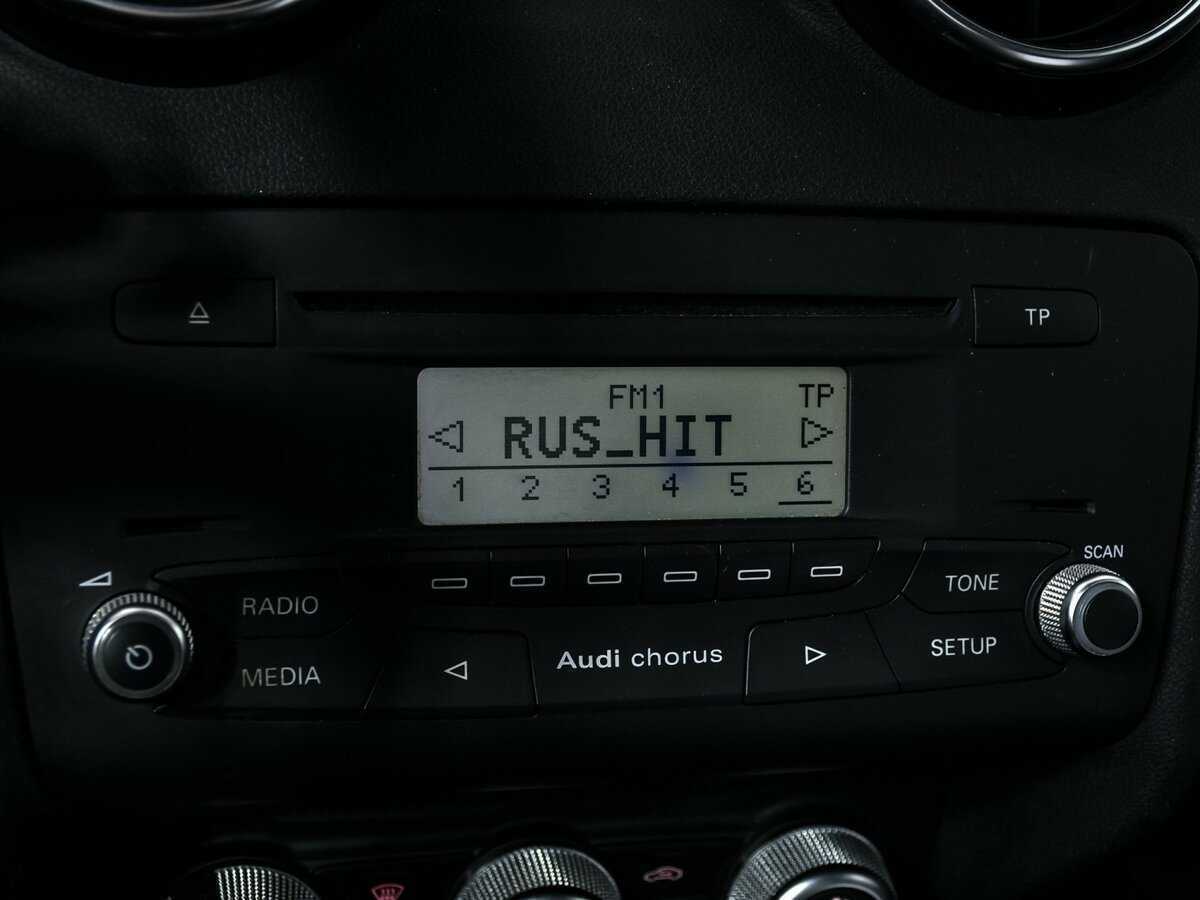 TP
FM1 TP
RUS_HIT
1 2 3 4 5 6
SCAN
RADIO
TONE
MEDIA
Audi chorus
SETUP